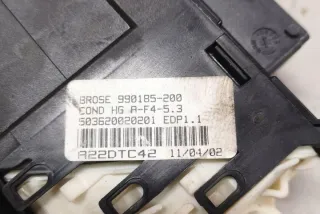 BROSE 990185-200
COND HG A-F4-5.3
503620020201 EDP1.1
A22DTC42 11/04/02